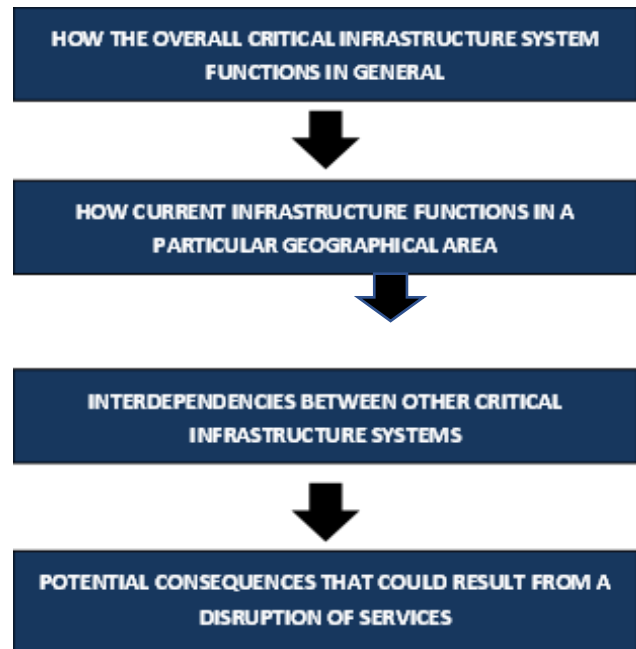 HOW THE OVERALL CRITICAL INFRASTRUCTURE SYSTEM
FUNCTIONS IN GENERAL
HOW CURRENT INFRASTRUCTURE FUNCTIONS IN A
PARTICULAR GEOGRAPHICAL AREA
INTERDEPENDENCIES BETWEEN OTHER CRITICAL
INFRASTRUCTURE SYSTEMS
POTENTIAL CONSEQUENCES THAT COULD RESULT FROM A
DISRUPTION OF SERVICES